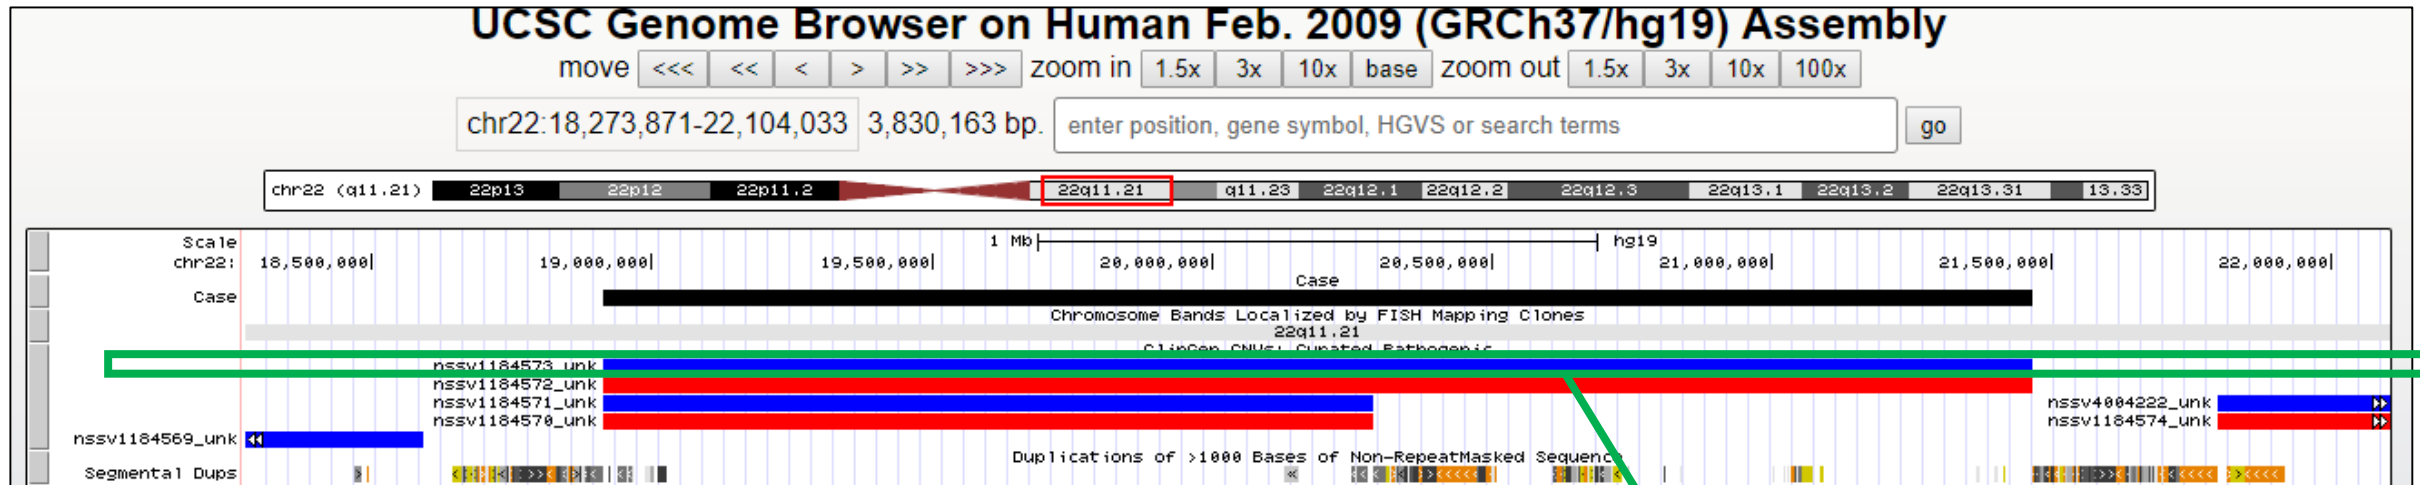 UCSC Genome Browser on Human Feb. 2009 (GRCh37/hg19) Assembly
move <<< << < > >> >>> zoom in 1.5x 3x 10x base zoom out 1.5x 3x 10x 100x
chr22:18,273,871-22,104,033 3,830,163 bp. enter position, gene symbol, HGVS or search terms go
chr22 (q11.21) 22p13 22p12 22p11.2 22q11.21 q11.23 22q12.1 22q12.2 22q12.3 22q13.1 22q13.2 22q13.31 13.33
Scale 1 Mb hg19
chr22: 18,500,000 19,000,000 19,500,000 20,000,000 20,500,000 21,000,000 21,500,000 22,000,000
Case
Case
Chromosome Bands Localized by FISH Mapping Clones
22q11.21
ClinGen CNVs: Curated Pathogenic
nssv1184573_unk
nssv1184572_unk
nssv1184571_unk nssv4004222_unk
nssv1184570_unk nssv1184574_unk
nssv1184569_unk
Duplications of >1000 Bases of Non-RepeatMasked Sequence
Segmental Dups